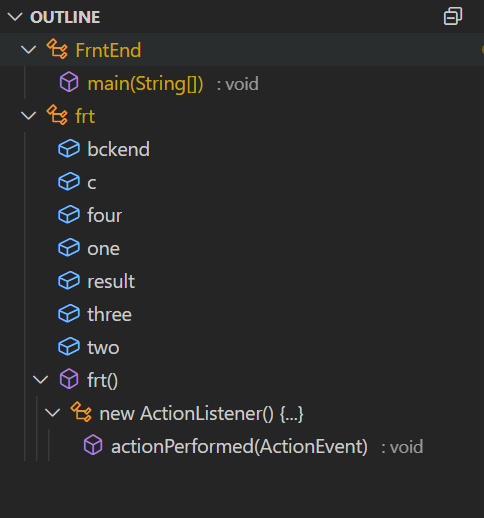 OUTLINE
FrntEnd
main(String[]) : void
frt
bckend
c
four
one
result
three
two
frt()
new ActionListener() {...}
actionPerformed(ActionEvent) : void